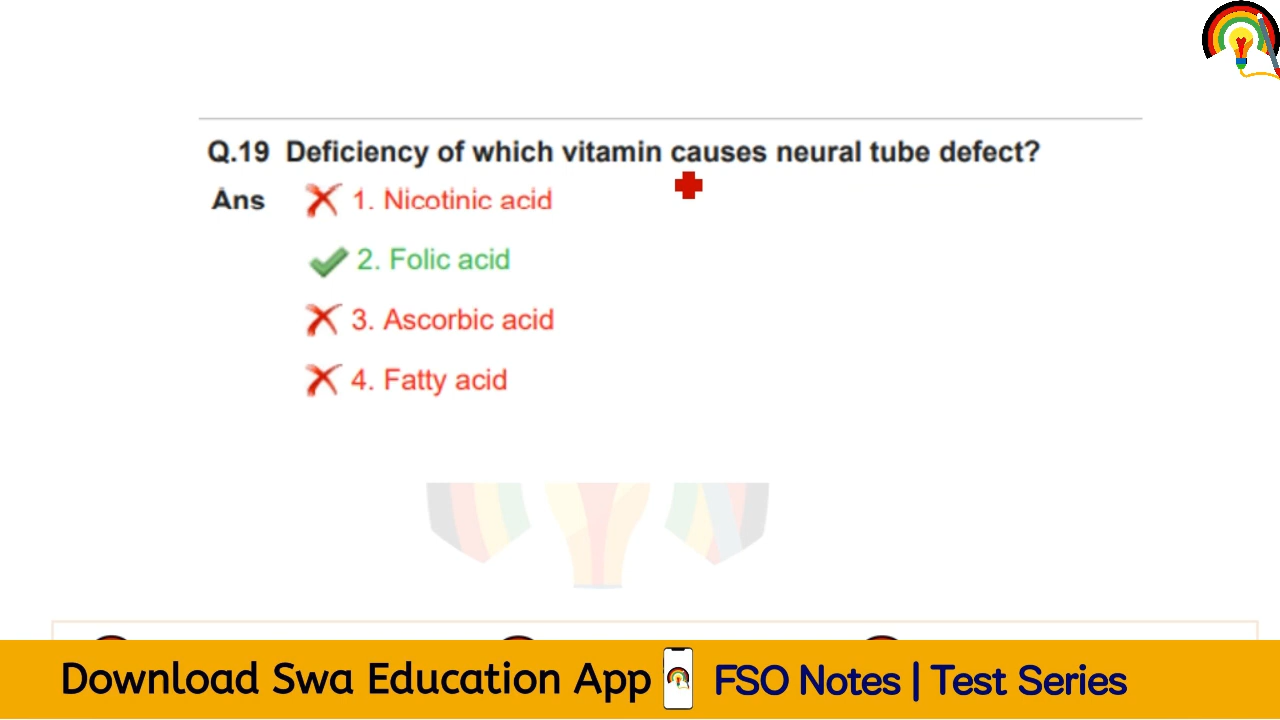 Q.19 Deficiency of which vitamin causes neural tube defect?
Ans 1. Nicotinic acid
2. Folic acid
3. Ascorbic acid
4. Fatty acid
Download Swa Education App FSO Notes | Test Series